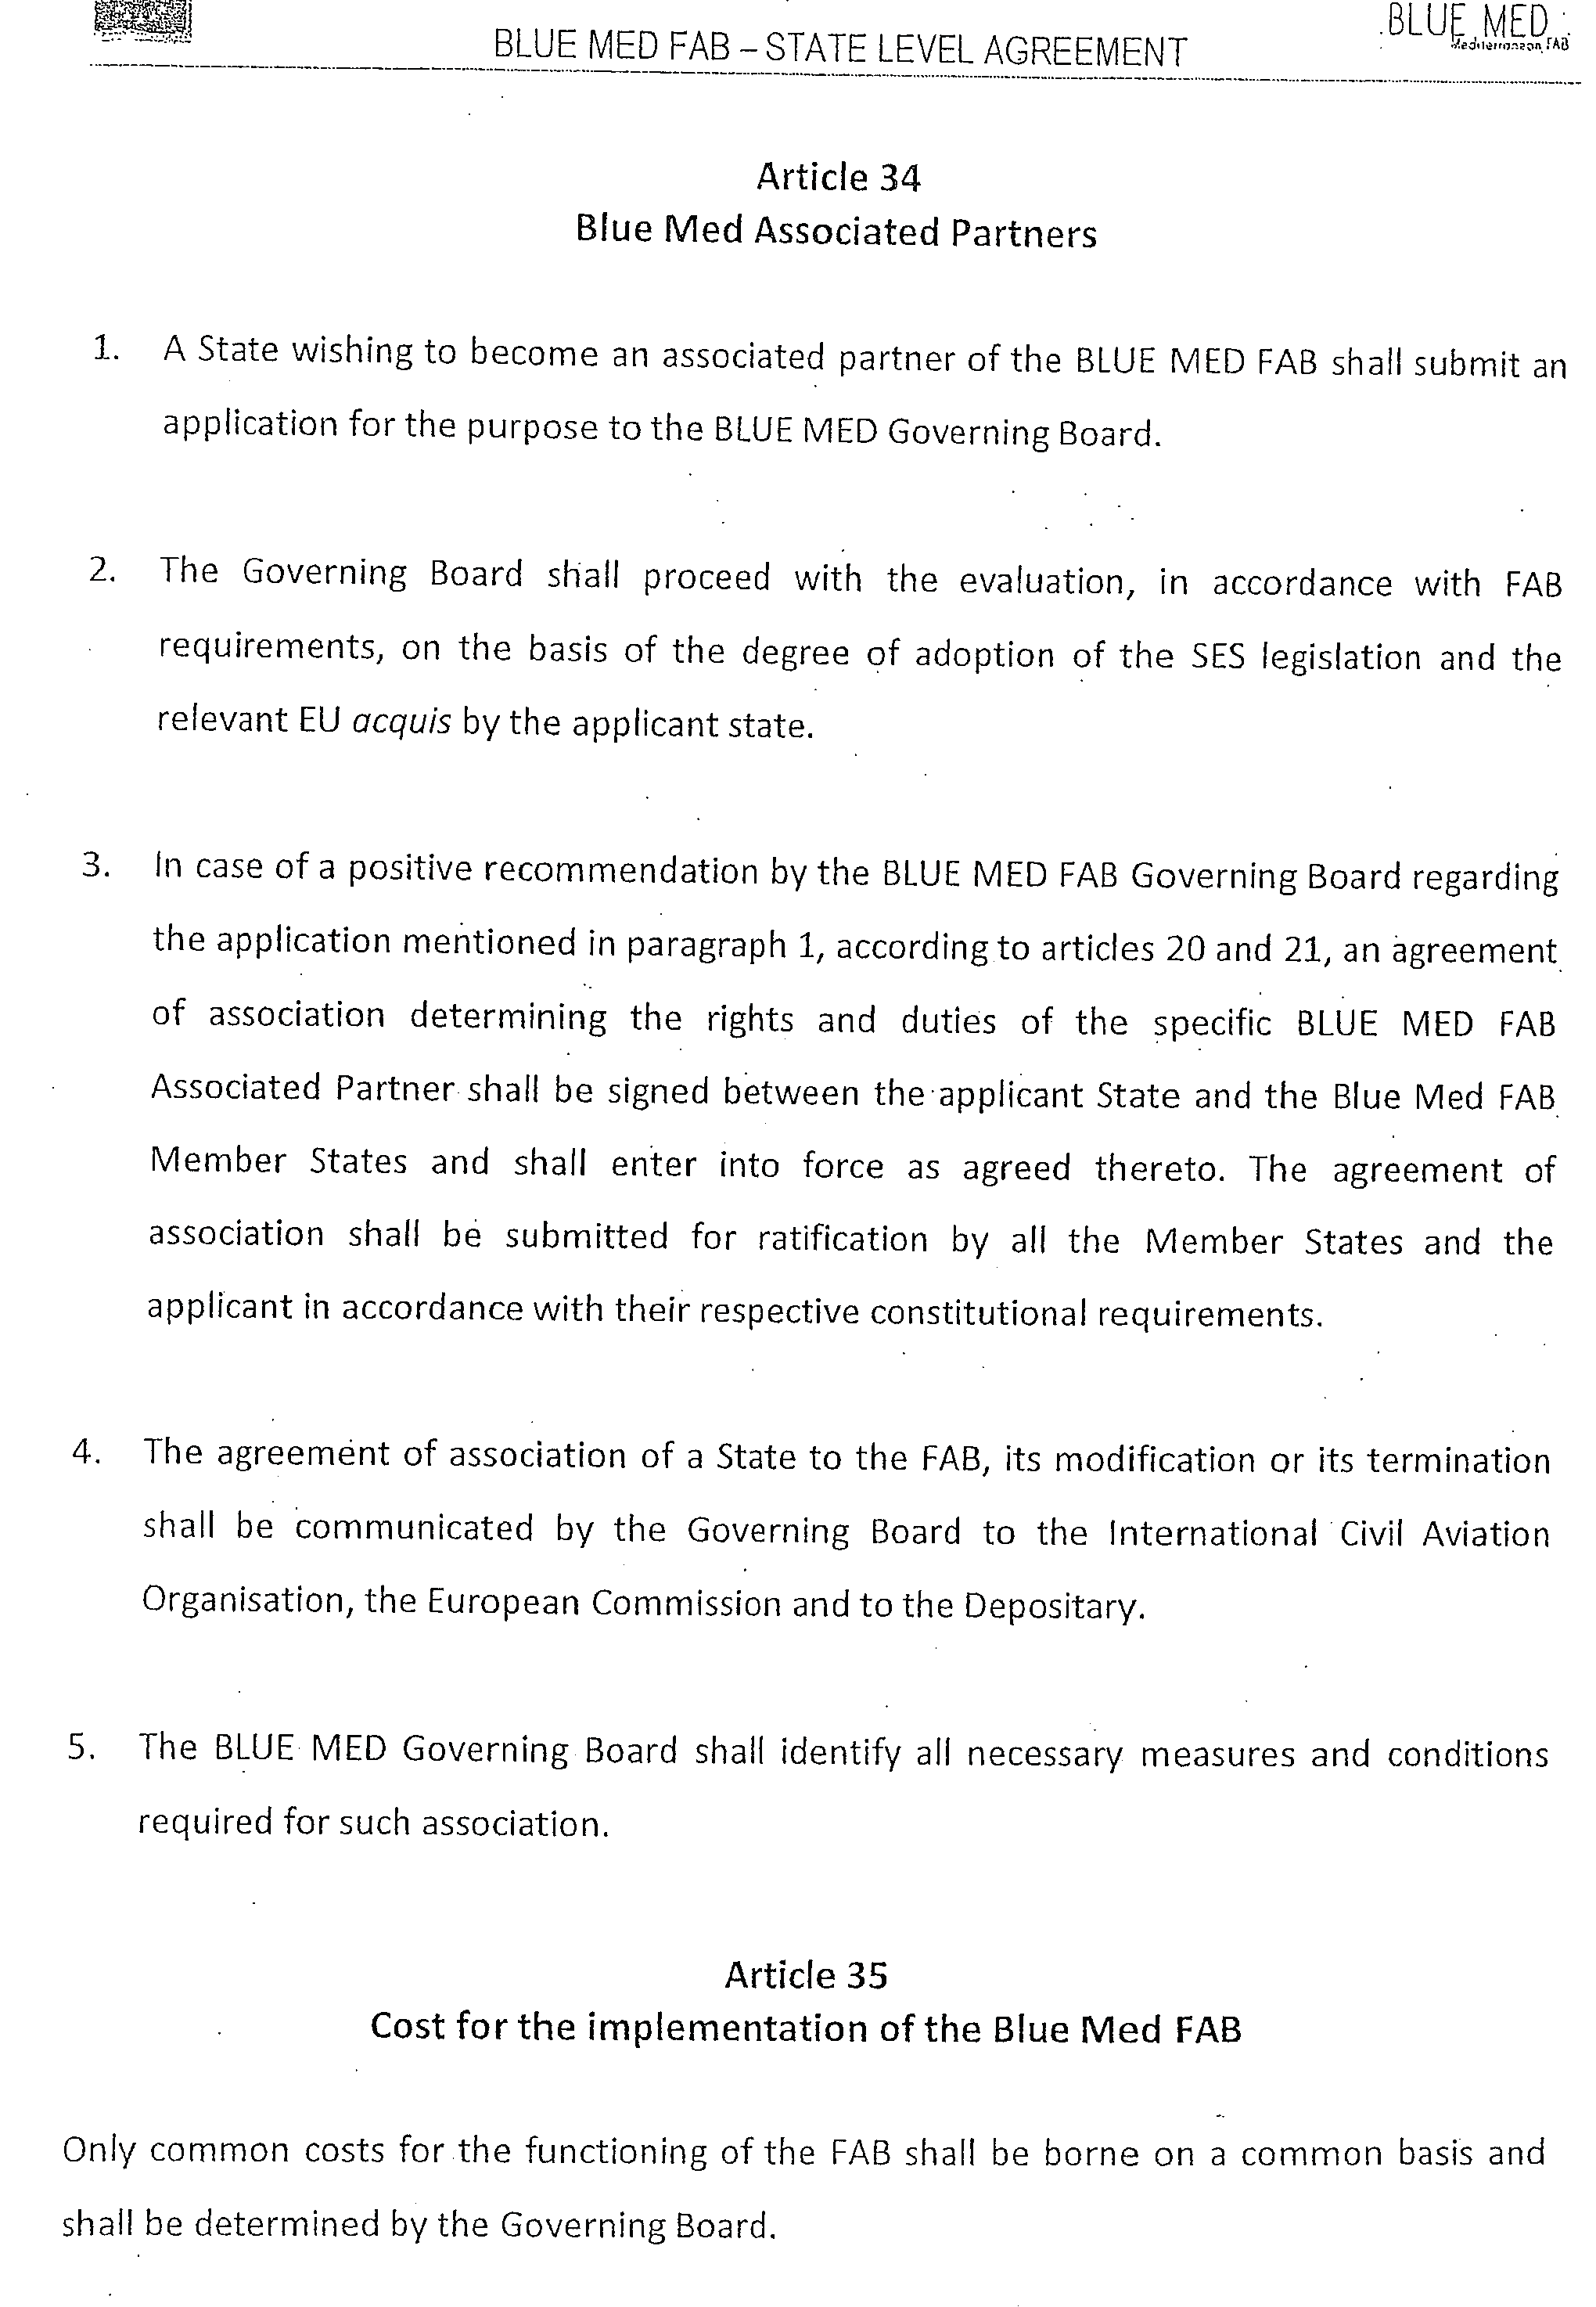 BLUE MED
Mediterranean FAB
BLUE MED FAB – STATE LEVEL AGREEMENT
Article 34
Blue Med Associated Partners
1. A State wishing to become an associated partner of the BLUE MED FAB shall submit an
application for the purpose to the BLUE MED Governing Board.
2. The Governing Board shall proceed with the evaluation, in accordance with FAB
requirements, on the basis of the degree of adoption of the SES legislation and the
relevant EU acquis by the applicant state.
3. In case of a positive recommendation by the BLUE MED FAB Governing Board regarding
the application mentioned in paragraph 1, according to articles 20 and 21, an agreement
of association determining the rights and duties of the specific BLUE MED FAB
Associated Partner shall be signed between the applicant State and the Blue Med FAB
Member States and shall enter into force as agreed thereto. The agreement of
association shall be submitted for ratification by all the Member States and the
applicant in accordance with their respective constitutional requirements.
4. The agreement of association of a State to the FAB, its modification or its termination
shall be communicated by the Governing Board to the International Civil Aviation
Organisation, the European Commission and to the Depositary.
5. The BLUE MED Governing Board shall identify all necessary measures and conditions
required for such association.
Article 35
Cost for the implementation of the Blue Med FAB
Only common costs for the functioning of the FAB shall be borne on a common basis and
shall be determined by the Governing Board.